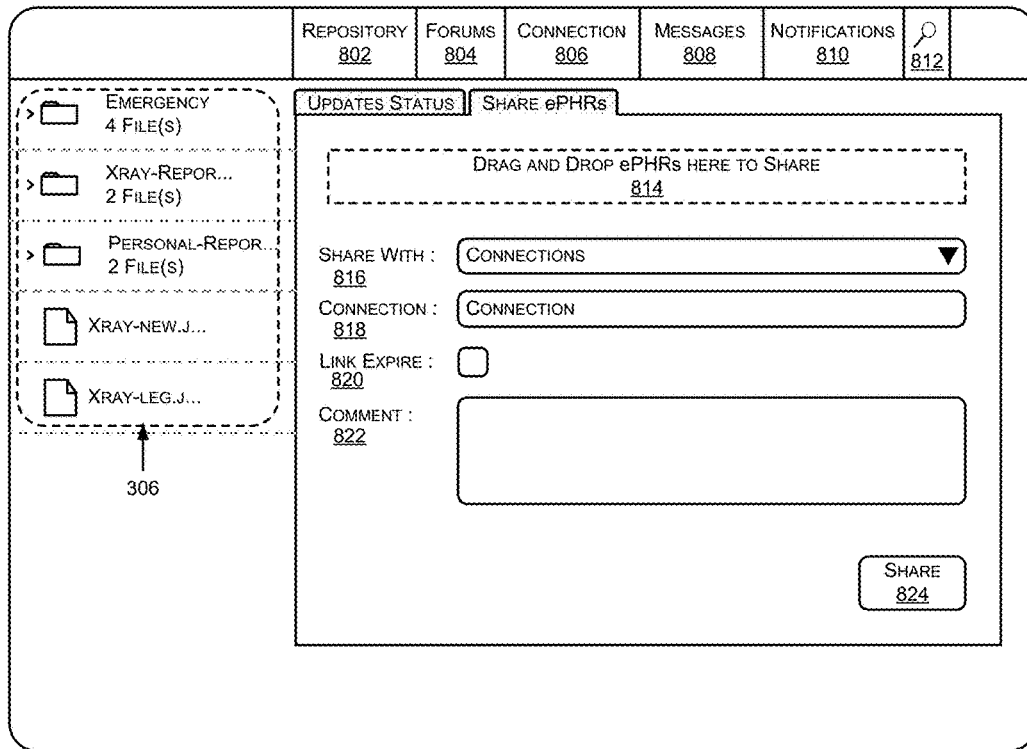 REPOSITORY
802
FORUMS
804
CONNECTION
806
MESSAGES
808
NOTIFICATIONS
810
812
EMERGENCY
4 FILE(S)
XRAY-REPOR...
2 FILE(S)
PERSONAL-REPOR...
2 FILE(S)
XRAY-NEW.J...
XRAY-LEG.J...
306
UPDATES STATUS
SHARE ePHRS
DRAG AND DROP ePHRS HERE TO SHARE
814
SHARE WITH :
816
CONNECTIONS
CONNECTION :
818
CONNECTION
LINK EXPIRE :
820
COMMENT :
822
SHARE
824